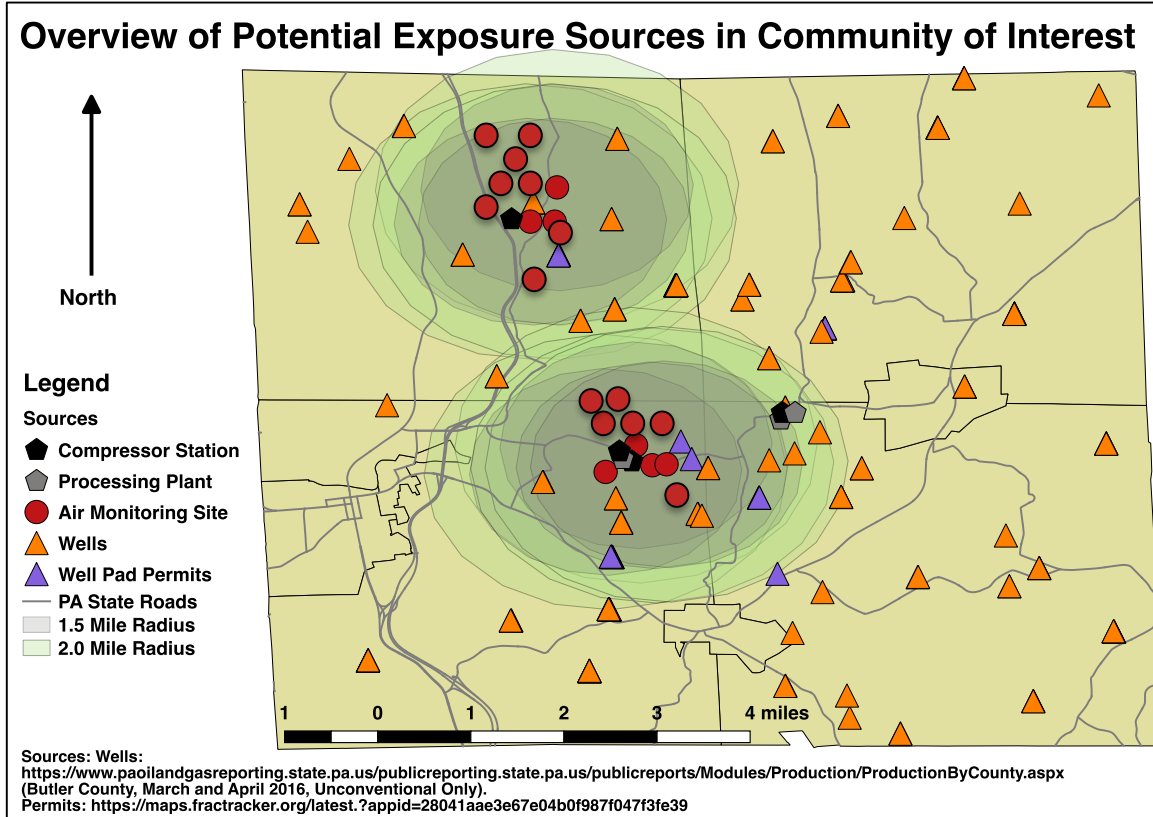 Overview of Potential Exposure Sources in Community of Interest
North
Legend
Sources
Compressor Station
Processing Plant
Air Monitoring Site
Wells
Well Pad Permits
PA State Roads
1.5 Mile Radius
2.0 Mile Radius
1 0 1 2 3 4 miles
Sources: Wells:
https://www.paoilandgasreporting.state.pa.us/publicreporting.state.pa.us/publicreports/Modules/Production/ProductionByCounty.aspx
(Butler County, March and April 2016, Unconventional Only).
Permits: https://maps.fractracker.org/latest.?appid=28041aae3e67e04b0f987f047f3fe39